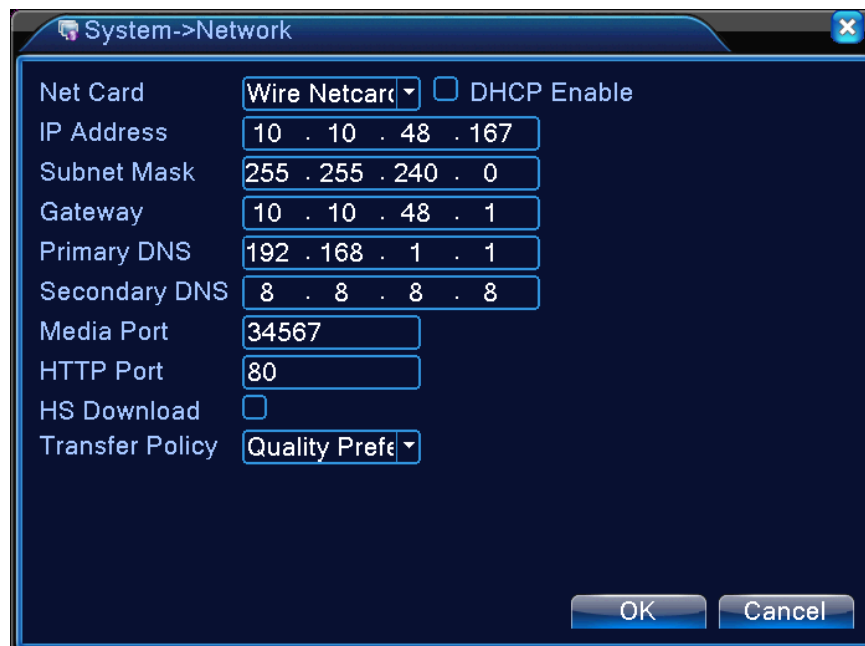 System->Network
Net Card Wire Netcard DHCP Enable
IP Address 10 . 10 . 48 . 167
Subnet Mask 255 . 255 . 240 . 0
Gateway 10 . 10 . 48 . 1
Primary DNS 192 . 168 . 1 . 1
Secondary DNS 8 . 8 . 8 . 8
Media Port 34567
HTTP Port 80
HS Download
Transfer Policy Quality Prefe
OK Cancel